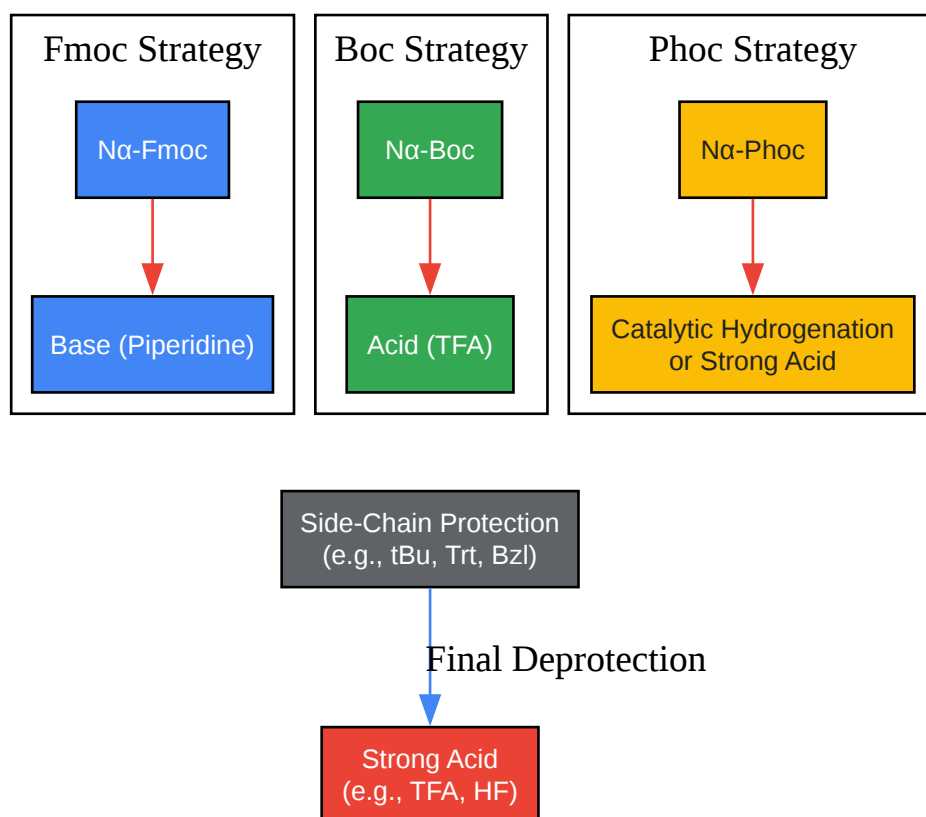 Fmoc Strategy
Boc Strategy
Phoc Strategy
Nα-Fmoc
Nα-Boc
Nα-Phoc
Base (Piperidine)
Acid (TFA)
Catalytic Hydrogenation
or Strong Acid
Side-Chain Protection
(e.g., tBu, Trt, Bzl)
Final Deprotection
Strong Acid
(e.g., TFA, HF)